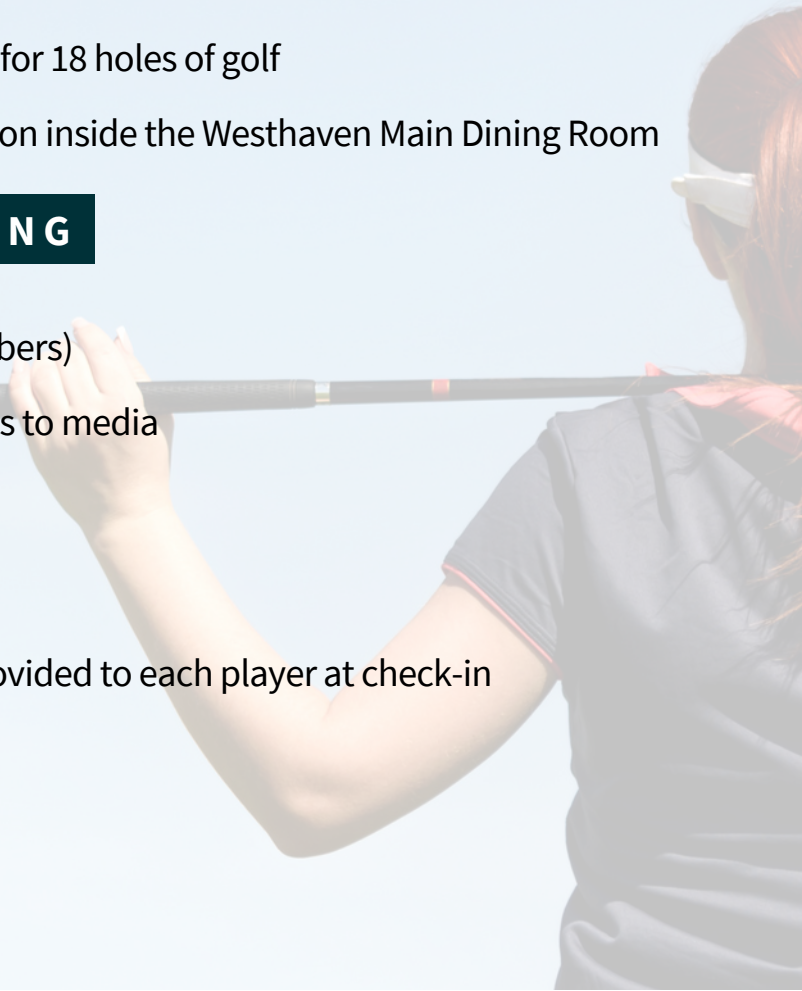 for 18 holes of golf
on inside the Westhaven Main Dining Room
NG
bers)
s to media
ovided to each player at check-in